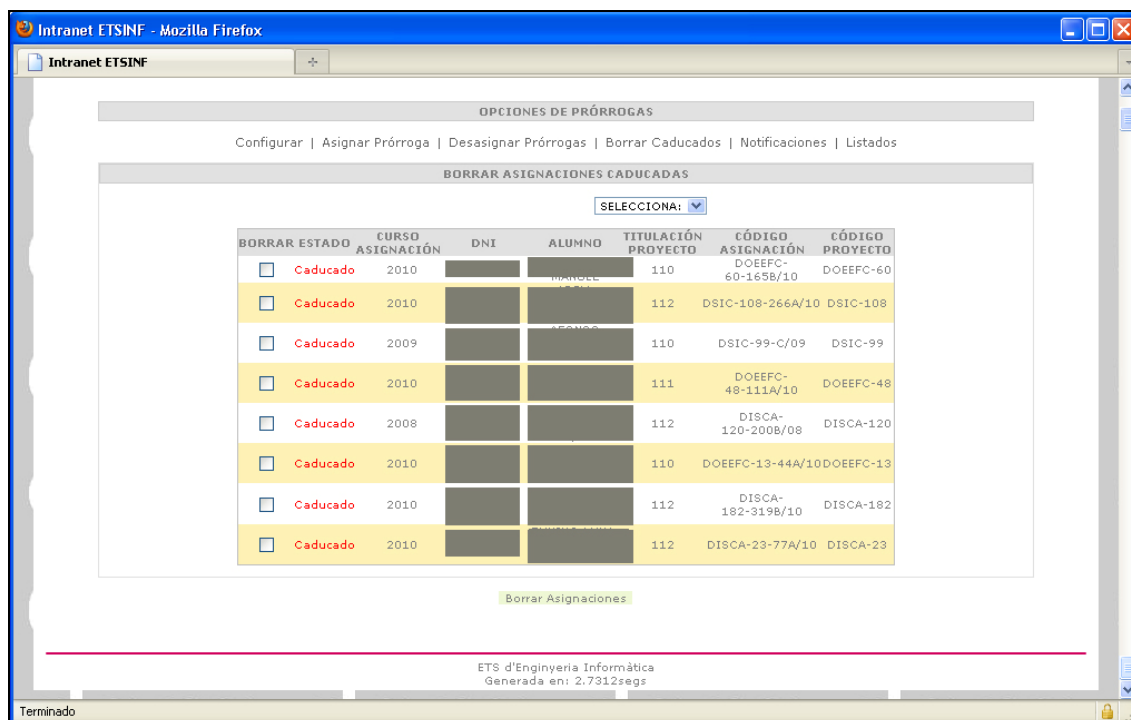 Intranet ETSINF - Mozilla Firefox
Intranet ETSINF
OPCIONES DE PRÓRROGAS
Configurar | Asignar Prórroga | Desasignar Prórrogas | Borrar Caducados | Notificaciones | Listados
BORRAR ASIGNACIONES CADUCADAS
SELECCIONA:
BORRAR ESTADO CURSO ASIGNACIÓN DNI ALUMNO TITULACIÓN PROYECTO CÓDIGO ASIGNACIÓN CÓDIGO PROYECTO
Caducado 2010 110 DOEEFC-60-165B/10 DOEEFC-60
Caducado 2010 112 DSIC-108-266A/10 DSIC-108
Caducado 2009 110 DSIC-99-C/09 DSIC-99
Caducado 2010 111 DOEEFC-48-111A/10 DOEEFC-48
Caducado 2008 112 DISCA-120-200B/08 DISCA-120
Caducado 2010 110 DOEEFC-13-44A/10 DOEEFC-13
Caducado 2010 112 DISCA-182-319B/10 DISCA-182
Caducado 2010 112 DISCA-23-77A/10 DISCA-23
Borrar Asignaciones
ETS d'Enginyeria Informàtica
Generada en: 2.7312segs
Terminado